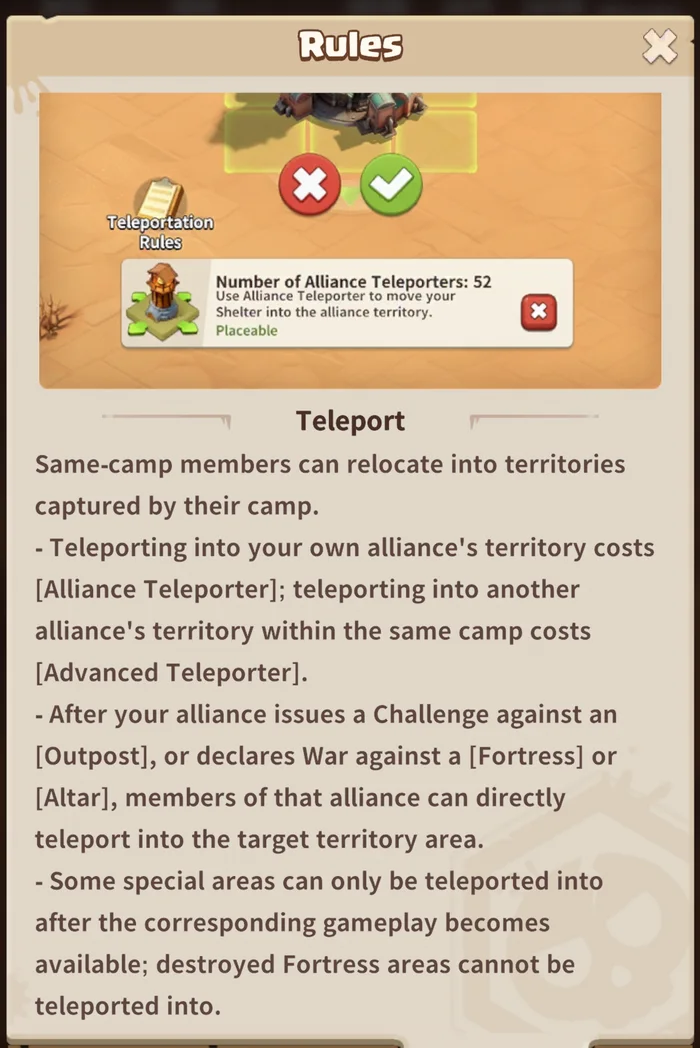 Rules
Teleportation
Rules
Number of Alliance Teleporters: 52
Use Alliance Teleporter to move your
Shelter into the alliance territory.
Placeable
Teleport
Same-camp members can relocate into territories
captured by their camp.
- Teleporting into your own alliance's territory costs
[Alliance Teleporter]; teleporting into another
alliance's territory within the same camp costs
[Advanced Teleporter].
- After your alliance issues a Challenge against an
[Outpost], or declares War against a [Fortress] or
[Altar], members of that alliance can directly
teleport into the target territory area.
- Some special areas can only be teleported into
after the corresponding gameplay becomes
available; destroyed Fortress areas cannot be
teleported into.